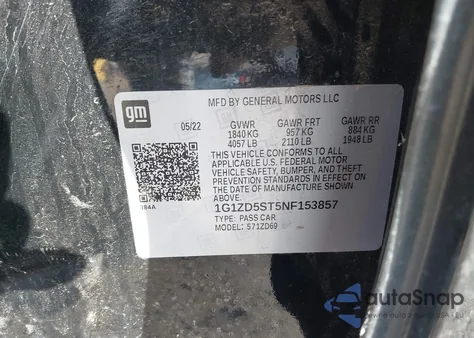 MFD BY GENERAL MOTORS LLC
gm
05/22 GVWR GAWR FRT GAWR RR
1840 KG 957 KG 884 KG
4057 LB 2110 LB 1948 LB
THIS VEHICLE CONFORMS TO ALL
APPLICABLE U.S. FEDERAL MOTOR
VEHICLE SAFETY, BUMPER, AND THEFT
PREVENTION STANDARDS IN EFFECT ON
THE DATE OF MANUFACTURE SHOWN
ABOVE.
1G1ZD5ST5NF153857
TYPE: PASS CAR
MODEL: 571ZD69
autoSnap